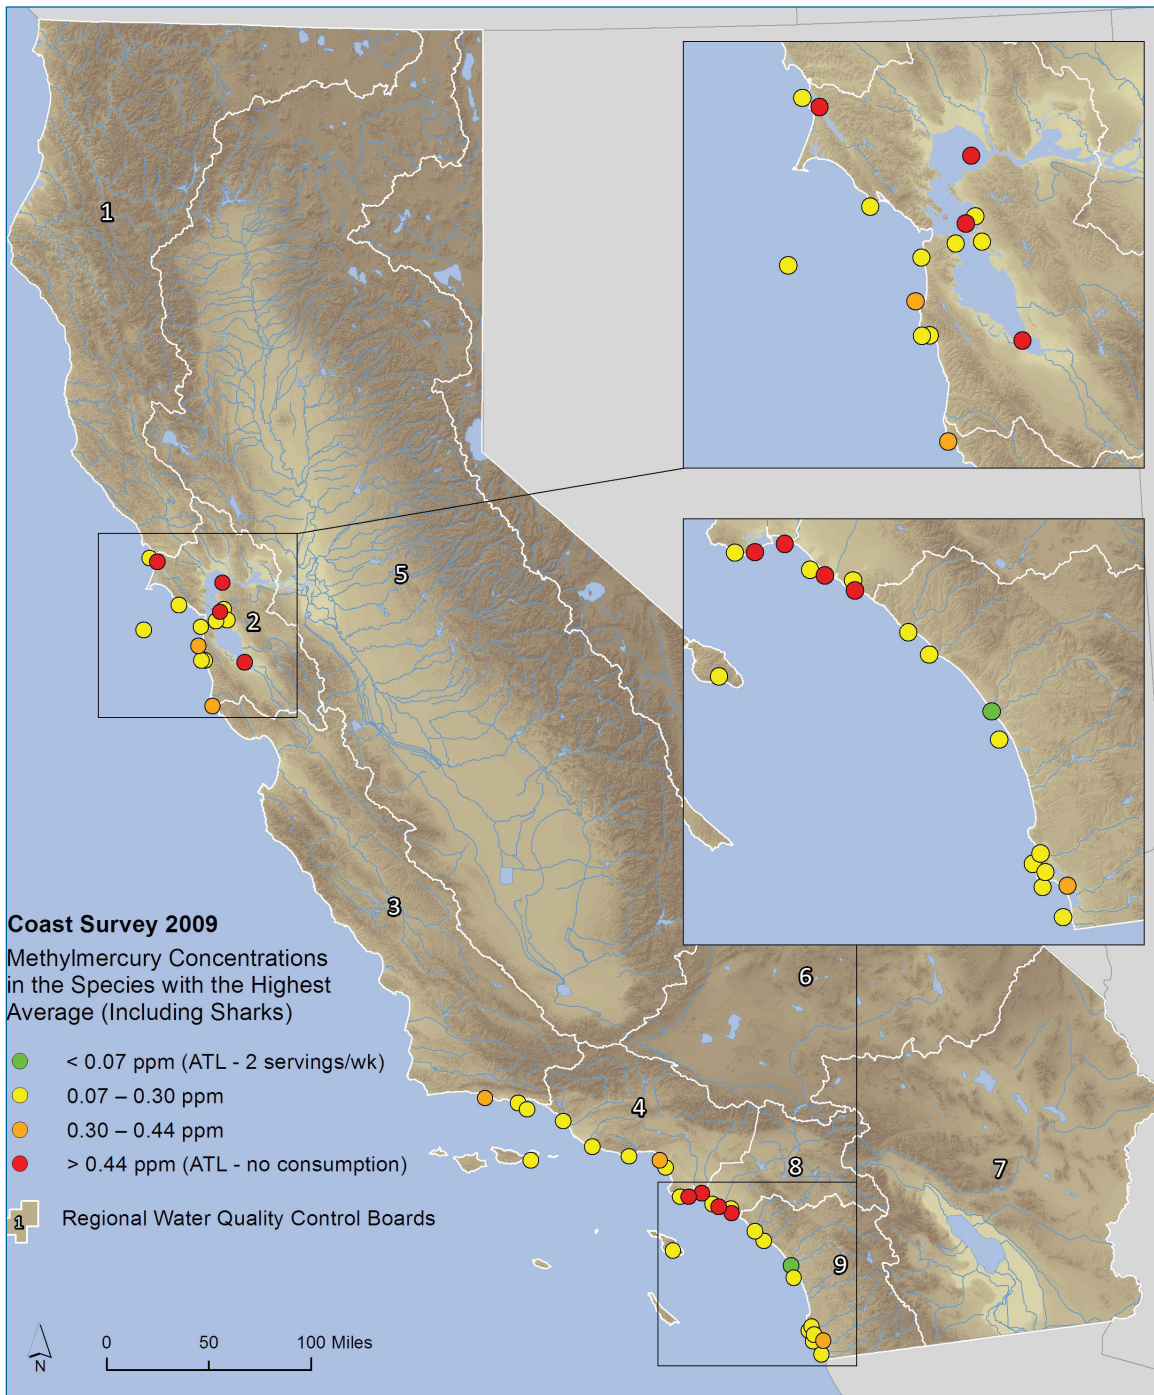 1
5
2
3
6
4
8
7
9
Coast Survey 2009
Methylmercury Concentrations
in the Species with the Highest
Average (Including Sharks)
< 0.07 ppm (ATL - 2 servings/wk)
0.07 – 0.30 ppm
0.30 – 0.44 ppm
> 0.44 ppm (ATL - no consumption)
1
Regional Water Quality Control Boards
N
0 50 100 Miles